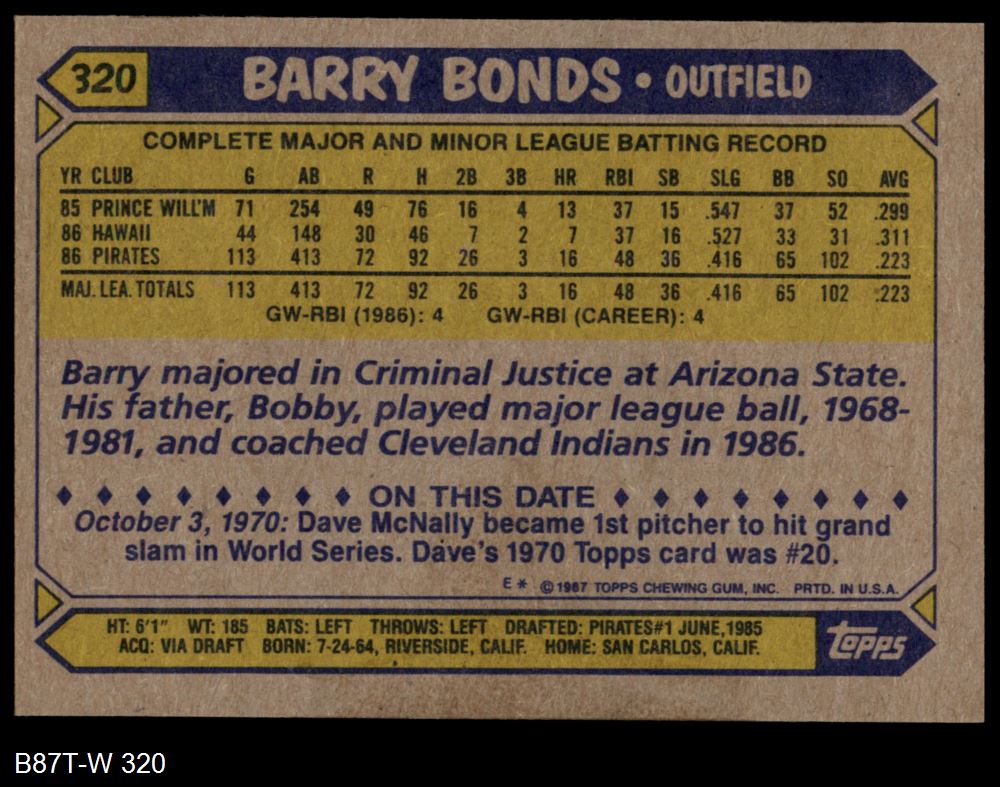 320 BARRY BONDS • OUTFIELD
COMPLETE MAJOR AND MINOR LEAGUE BATTING RECORD
YR CLUB G AB R H 2B 3B HR RBI SB SLG BB SO AVG
85 PRINCE WILL'M 71 254 49 76 16 4 13 37 15 .547 37 52 .299
86 HAWAII 44 148 30 46 7 2 7 37 16 .527 33 31 .311
86 PIRATES 113 413 72 92 26 3 16 48 36 .416 65 102 .223
MAJ. LEA. TOTALS 113 413 72 92 26 3 16 48 36 .416 65 102 .223
GW-RBI (1986): 4 GW-RBI (CAREER): 4
Barry majored in Criminal Justice at Arizona State.
His father, Bobby, played major league ball, 1968-
1981, and coached Cleveland Indians in 1986.
♦ ♦ ♦ ♦ ♦ ♦ ♦ ♦ ON THIS DATE ♦ ♦ ♦ ♦ ♦ ♦ ♦ ♦
October 3, 1970: Dave McNally became 1st pitcher to hit grand
slam in World Series. Dave's 1970 Topps card was #20.
E* ©1987 TOPPS CHEWING GUM, INC. PRTD. IN U.S.A.
HT: 6'1" WT: 185 BATS: LEFT THROWS: LEFT DRAFTED: PIRATES#1 JUNE,1985
ACQ: VIA DRAFT BORN: 7-24-64, RIVERSIDE, CALIF. HOME: SAN CARLOS, CALIF.
topps
B87T-W 320